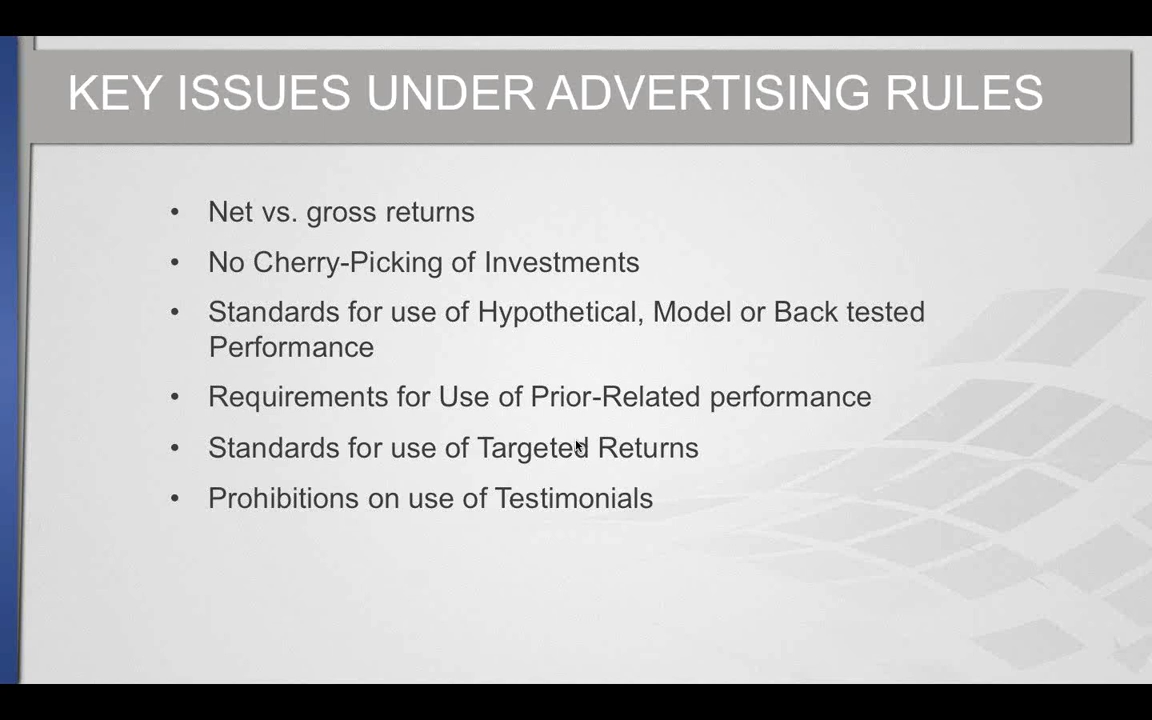 KEY ISSUES UNDER ADVERTISING RULES
• Net vs. gross returns
• No Cherry-Picking of Investments
• Standards for use of Hypothetical, Model or Back tested
Performance
• Requirements for Use of Prior-Related performance
• Standards for use of Targeted Returns
• Prohibitions on use of Testimonials